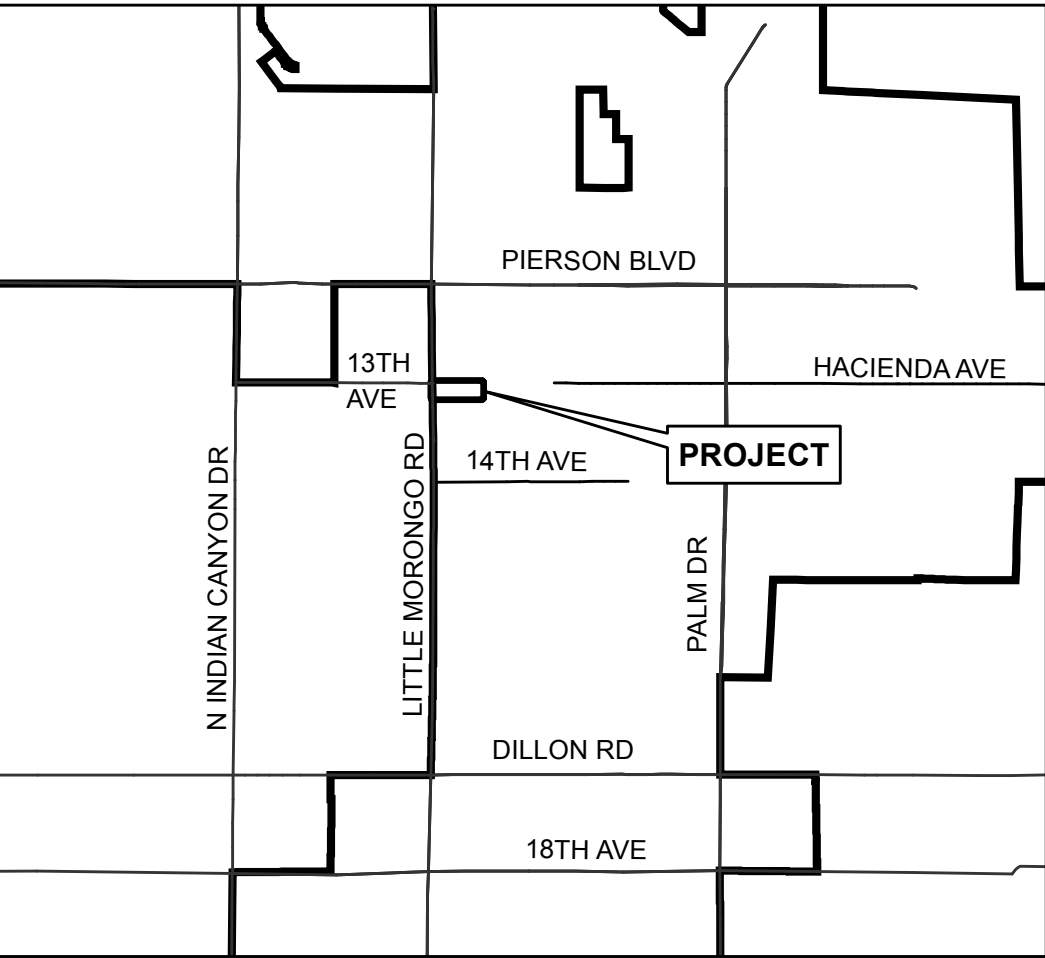 PIERSON BLVD
13TH
AVE
HACIENDA AVE
PROJECT
14TH AVE
N INDIAN CANYON DR
LITTLE MORONGO RD
PALM DR
DILLON RD
18TH AVE